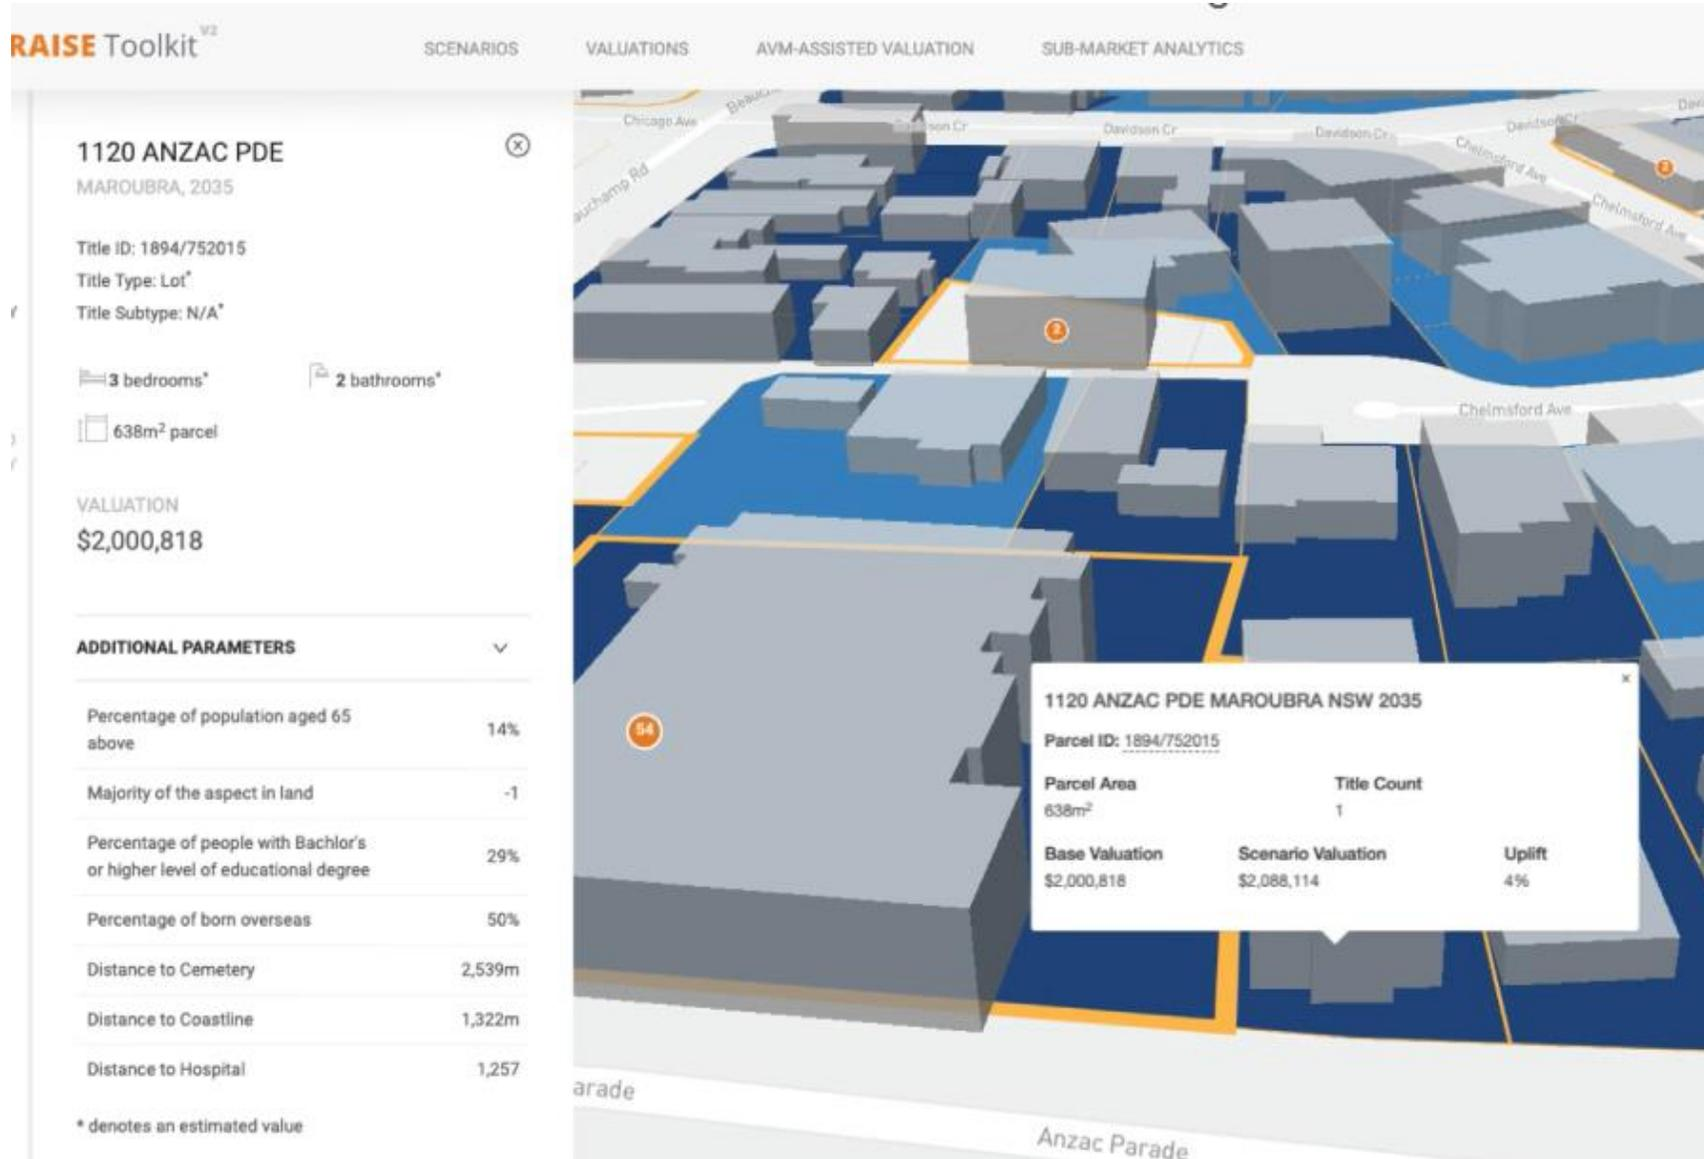 RAISE Toolkit V2
SCENARIOS
VALUATIONS
AVM-ASSISTED VALUATION
SUB-MARKET ANALYTICS
1120 ANZAC PDE
MAROUBRA, 2035
Title ID: 1894/752015
Title Type: Lot*
Title Subtype: N/A*
3 bedrooms*
2 bathrooms*
638m² parcel
VALUATION
$2,000,818
ADDITIONAL PARAMETERS
Percentage of population aged 65
above
14%
Majority of the aspect in land
-1
Percentage of people with Bachlor's
or higher level of educational degree
29%
Percentage of born overseas
50%
Distance to Cemetery
2,539m
Distance to Coastline
1,322m
Distance to Hospital
1,257
* denotes an estimated value
Chicago Ave
Davidson Cr
Davidson Cr
Davidson Cr
Davidson Cr
Chelmsford Ave
Chelmsford Ave
2
2
Chelmsford Ave
54
1120 ANZAC PDE MAROUBRA NSW 2035
×
Parcel ID: 1894/752015
Parcel Area
Title Count
638m²
1
Base Valuation
Scenario Valuation
Uplift
$2,000,818
$2,088,114
4%
arade
Anzac Parade